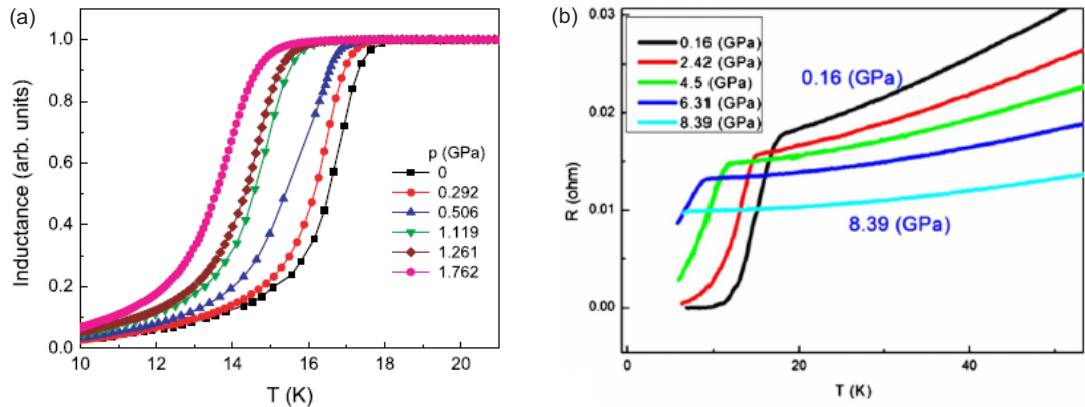 (a)
Inductance (arb. units)
1.0
0.8
0.6
0.4
0.2
0.0
p (GPa)
0
0.292
0.506
1.119
1.261
1.762
10 12 14 16 18 20
T (K)
(b)
R (ohm)
0.03
0.02
0.01
0.00
0.16 (GPa)
2.42 (GPa)
4.5 (GPa)
6.31 (GPa)
8.39 (GPa)
0.16 (GPa)
8.39 (GPa)
0 20 40
T (K)